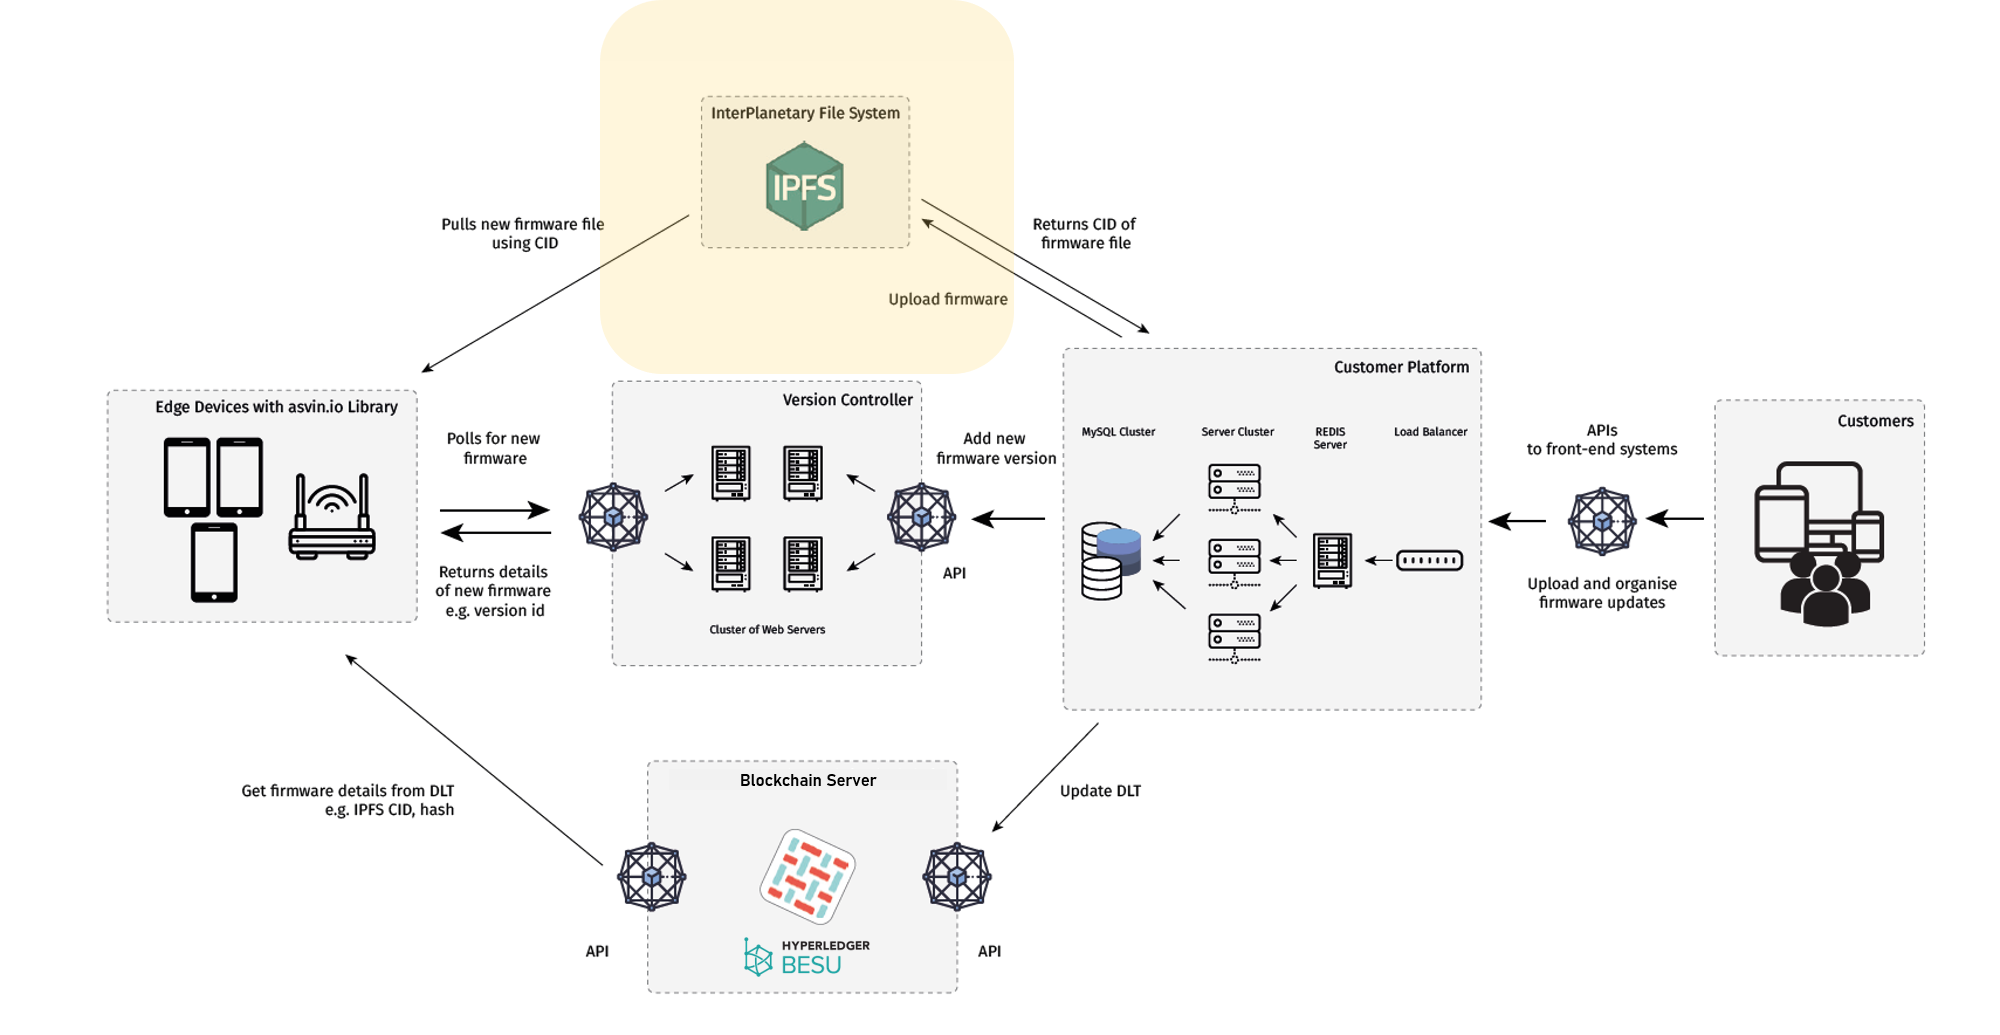 InterPlanetary File System
IPFS
Pulls new firmware file
using CID
Returns CID of
firmware file
Upload firmware
Edge Devices with asvin.io Library
Polls for new
firmware
Returns details
of new firmware
e.g. version id
Version Controller
Cluster of Web Servers
Add new
firmware version
API
Customer Platform
MySQL Cluster
Server Cluster
REDIS
Server
Load Balancer
APIs
to front-end systems
Upload and organise
firmware updates
Customers
Get firmware details from DLT
e.g. IPFS CID, hash
Update DLT
Blockchain Server
HYPERLEDGER
BESU
API
API